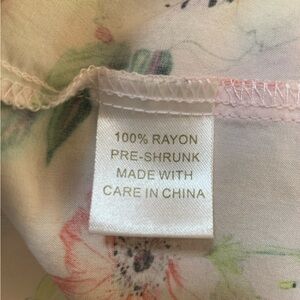 100% RAYON
PRE-SHRUNK
MADE WITH
CARE IN CHINA